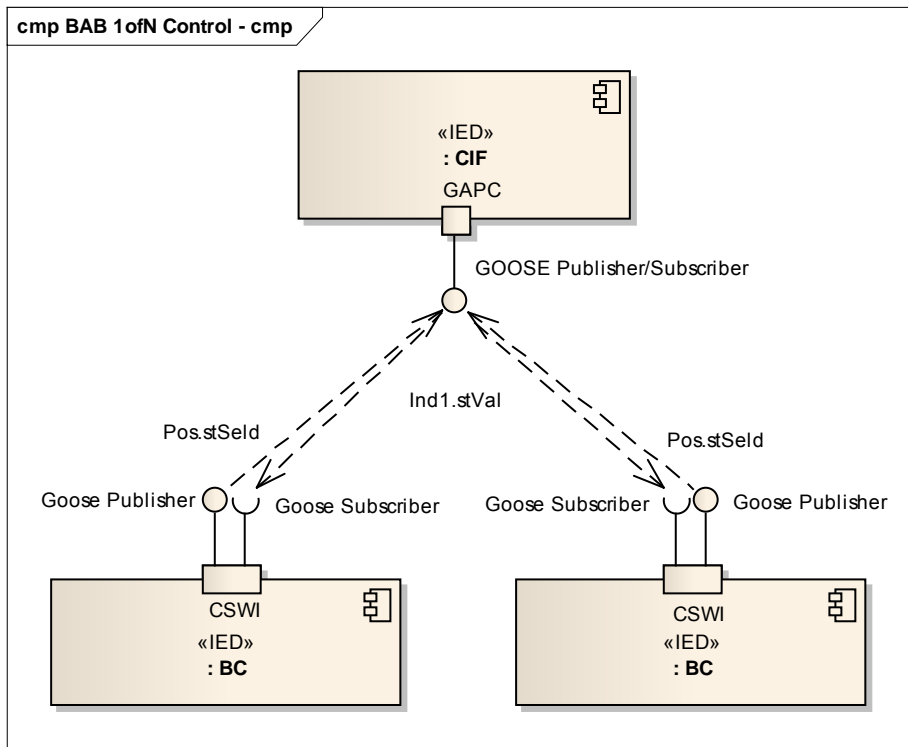 cmp BAB 1ofN Control - cmp
«IED»
: CIF
GAPC
GOOSE Publisher/Subscriber
Ind1.stVal
Pos.stSeld
Pos.stSeld
Goose Publisher
Goose Subscriber
Goose Subscriber
Goose Publisher
CSWI
«IED»
: BC
CSWI
«IED»
: BC